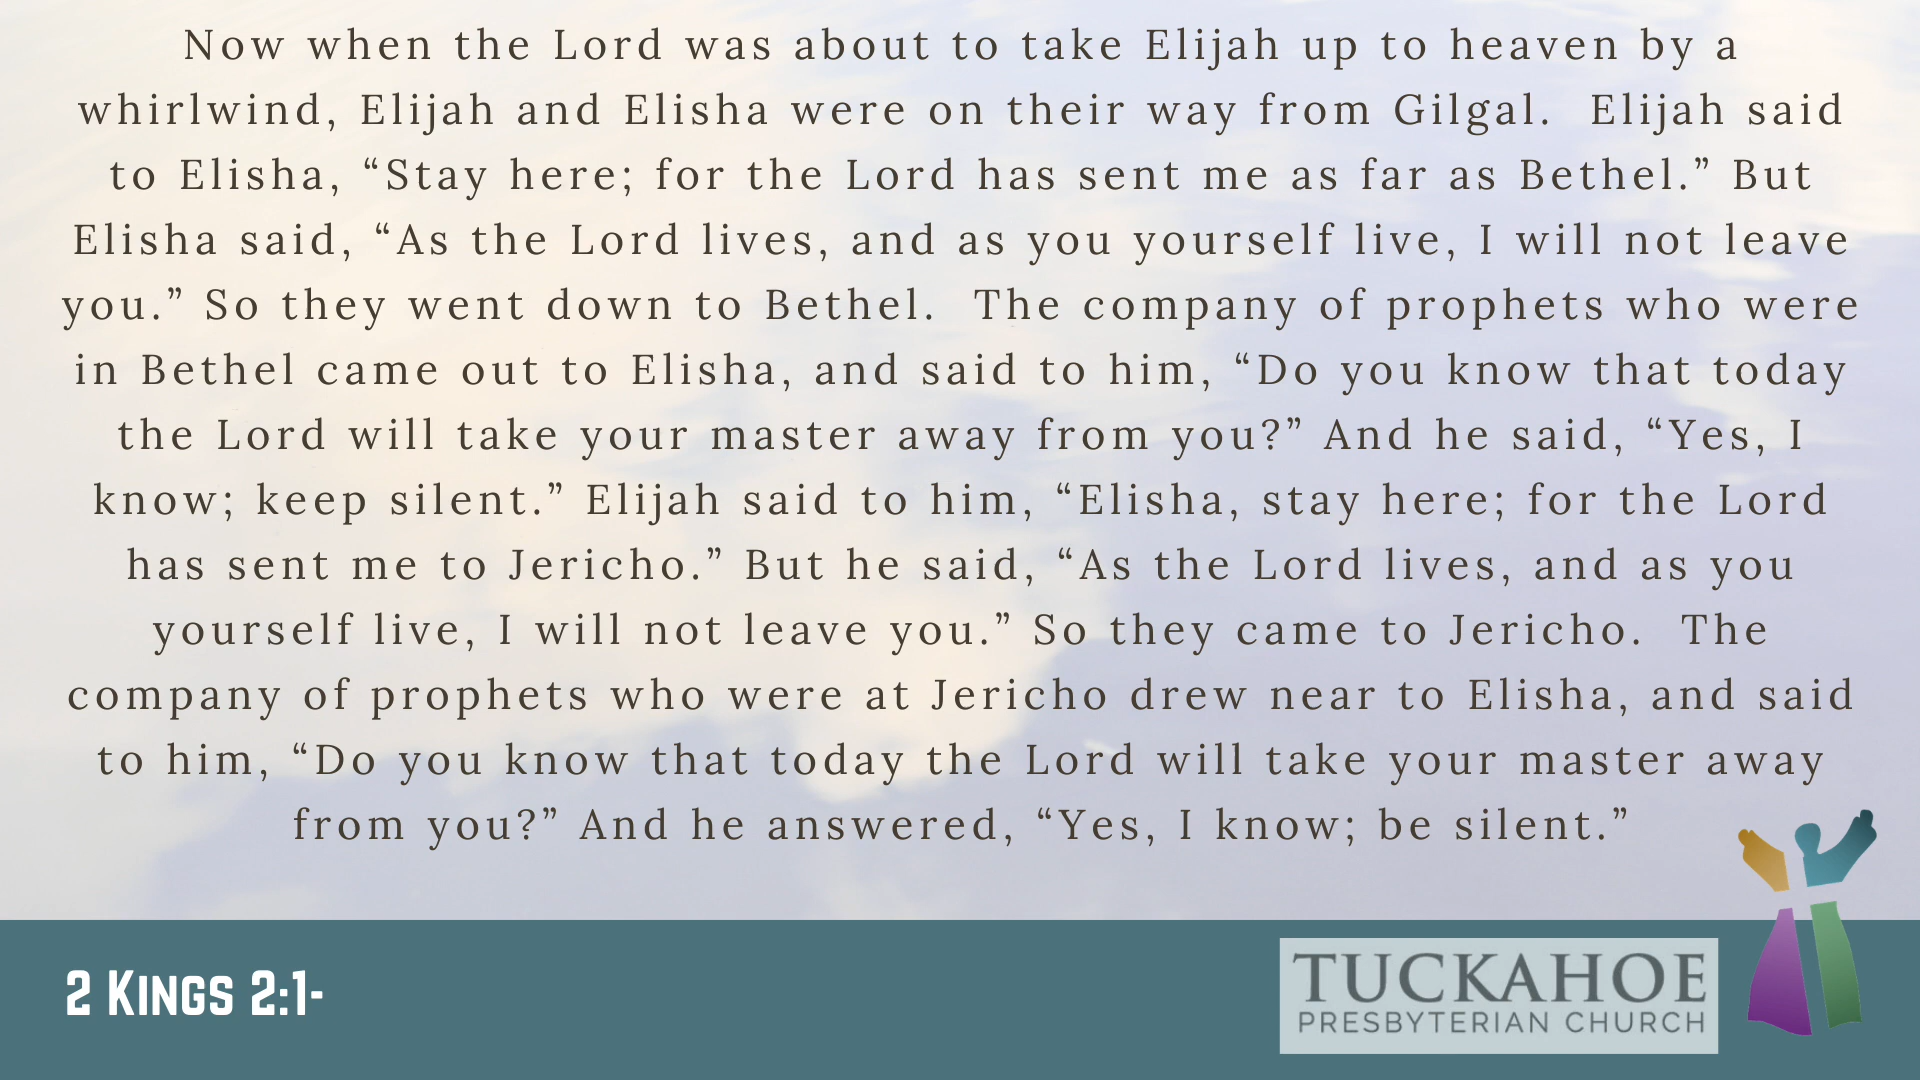 Now when the Lord was about to take Elijah up to heaven by a
whirlwind, Elijah and Elisha were on their way from Gilgal.  Elijah said
to Elisha, “Stay here; for the Lord has sent me as far as Bethel.” But
Elisha said, “As the Lord lives, and as you yourself live, I will not leave
you.” So they went down to Bethel.  The company of prophets who were
in Bethel came out to Elisha, and said to him, “Do you know that today
the Lord will take your master away from you?” And he said, “Yes, I
know; keep silent.” Elijah said to him, “Elisha, stay here; for the Lord
has sent me to Jericho.” But he said, “As the Lord lives, and as you
yourself live, I will not leave you.” So they came to Jericho.  The
company of prophets who were at Jericho drew near to Elisha, and said
to him, “Do you know that today the Lord will take your master away
from you?” And he answered, “Yes, I know; be silent.”
2 Kings 2:1-
TUCKAHOE
PRESBYTERIAN CHURCH